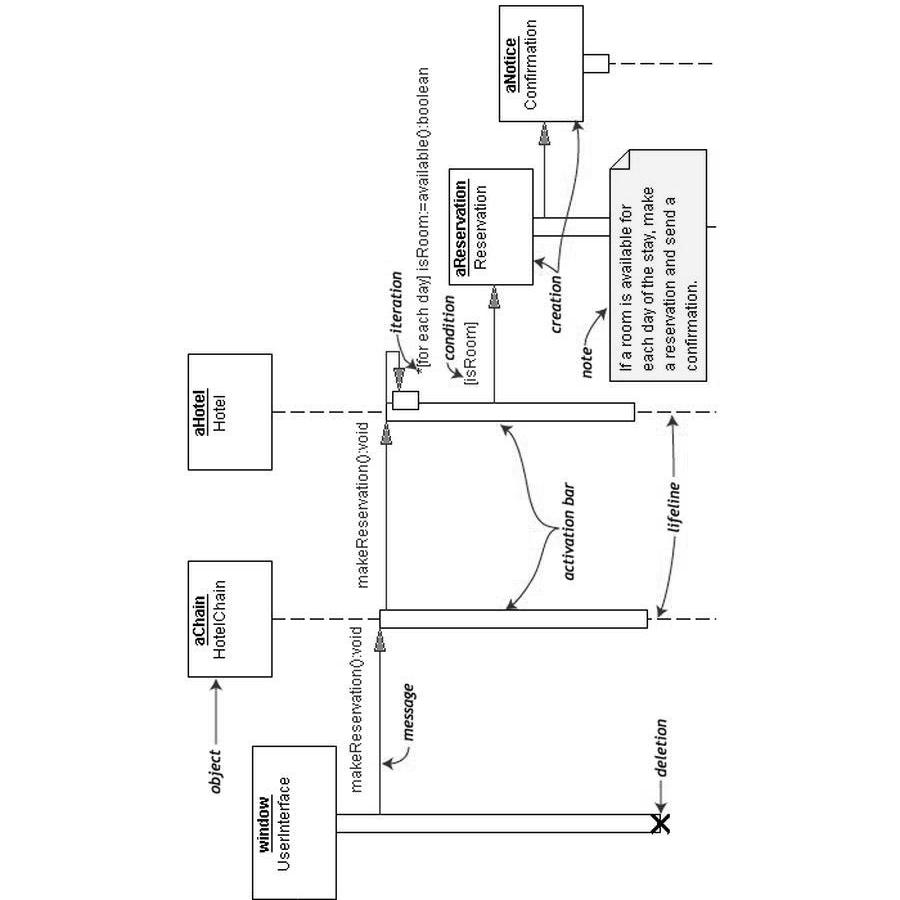 object
window
UserInterface
aChain
HotelChain
aHotel
Hotel
makeReservation():void
makeReservation():void
message
iteration
*[for each day] isRoom:=available():boolean
condition
[isRoom]
aReservation
Reservation
aNotice
Confirmation
creation
activation bar
note
If a room is available for
each day of the stay, make
a reservation and send a
confirmation.
deletion
lifeline